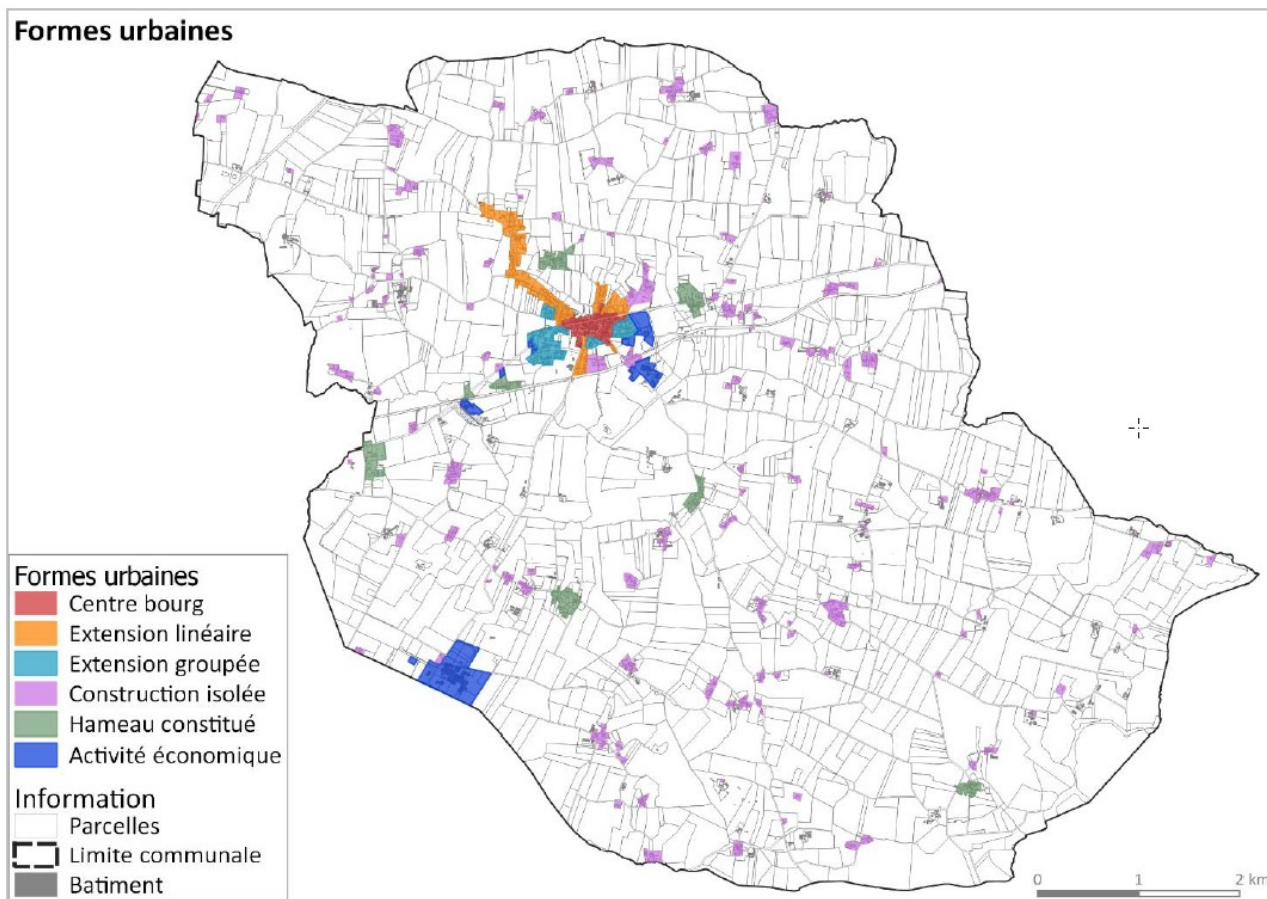 Formes urbaines
Formes urbaines
Centre bourg
Extension linéaire
Extension groupée
Construction isolée
Hameau constitué
Activité économique
Information
Parcelles
Limite communale
Batiment
0 1 2 km